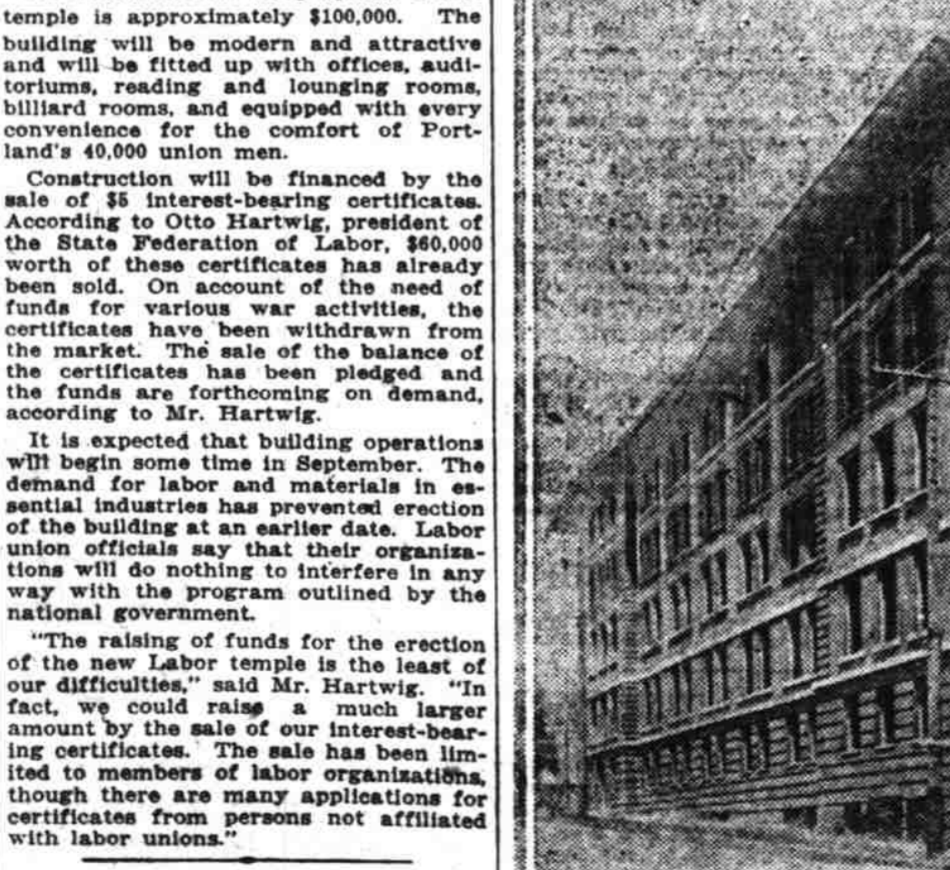 temple is approximately $100,000. The
building will be modern and attractive
and will be fitted up with offices, audi-
toriums, reading and lounging rooms,
billiard rooms, and equipped with every
convenience for the comfort of Port-
land's 40,000 union men.
Construction will be financed by the
sale of $5 interest-bearing certificates.
According to Otto Hartwig, president of
the State Federation of Labor, $60,000
worth of these certificates has already
been sold. On account of the need of
funds for various war activities, the
certificates have been withdrawn from
the market. The sale of the balance of
the certificates has been pledged and
the funds are forthcoming on demand,
according to Mr. Hartwig.
It is expected that building operations
will begin some time in September. The
demand for labor and materials in es-
sential industries has prevented erection
of the building at an earlier date. Labor
union officials say that their organiza-
tions will do nothing to interfere in any
way with the program outlined by the
national government.
"The raising of funds for the erection
of the new Labor temple is the least of
our difficulties," said Mr. Hartwig. "In
fact, we could raise a much larger
amount by the sale of our interest-bear-
ing certificates. The sale has been lim-
ited to members of labor organizations,
though there are many applications for
certificates from persons not affiliated
with labor unions."